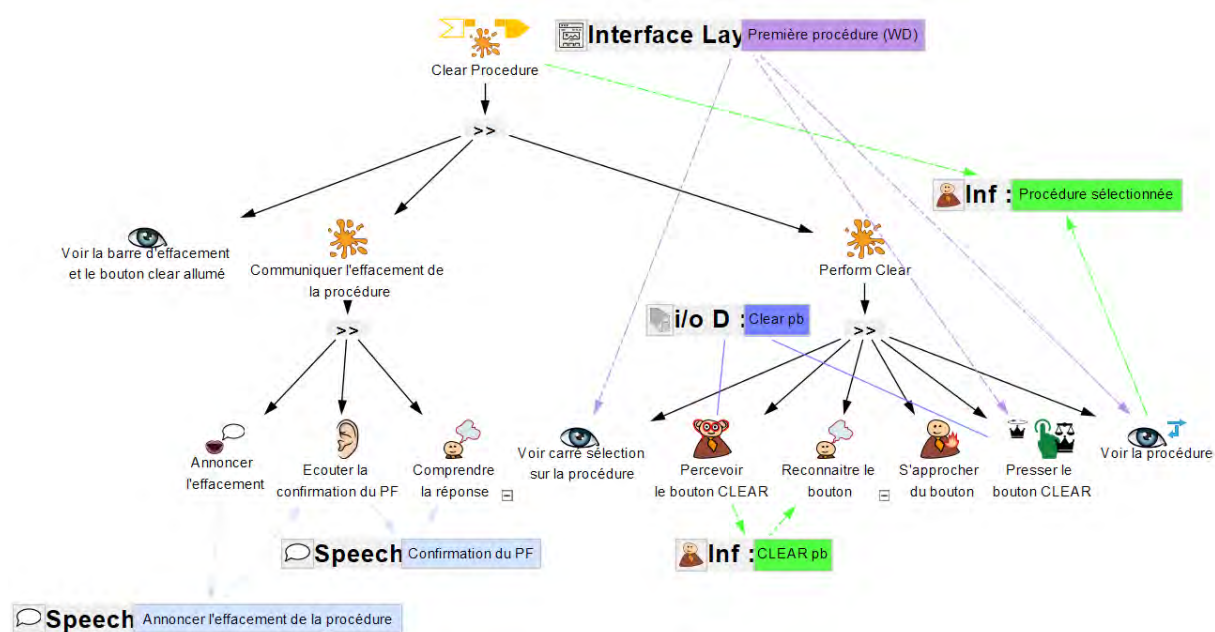 Interface Lay Première procédure (WD)
Clear Procedure
>>
Inf : Procédure sélectionnée
Voir la barre d'effacement
et le bouton clear allumé
Communiquer l'effacement de
la procédure
Perform Clear
>>
i/o D : Clear pb
>>
Annoncer
l'effacement
Ecouter la
confirmation du PF
Comprendre
la réponse
Voir carré sélection
sur la procédure
Percevoir
le bouton CLEAR
Reconnaitre le
bouton
S'approcher
du bouton
Presser le
bouton CLEAR
Voir la procédure
Speech Confirmation du PF
Inf : CLEAR pb
Speech Annoncer l'effacement de la procédure